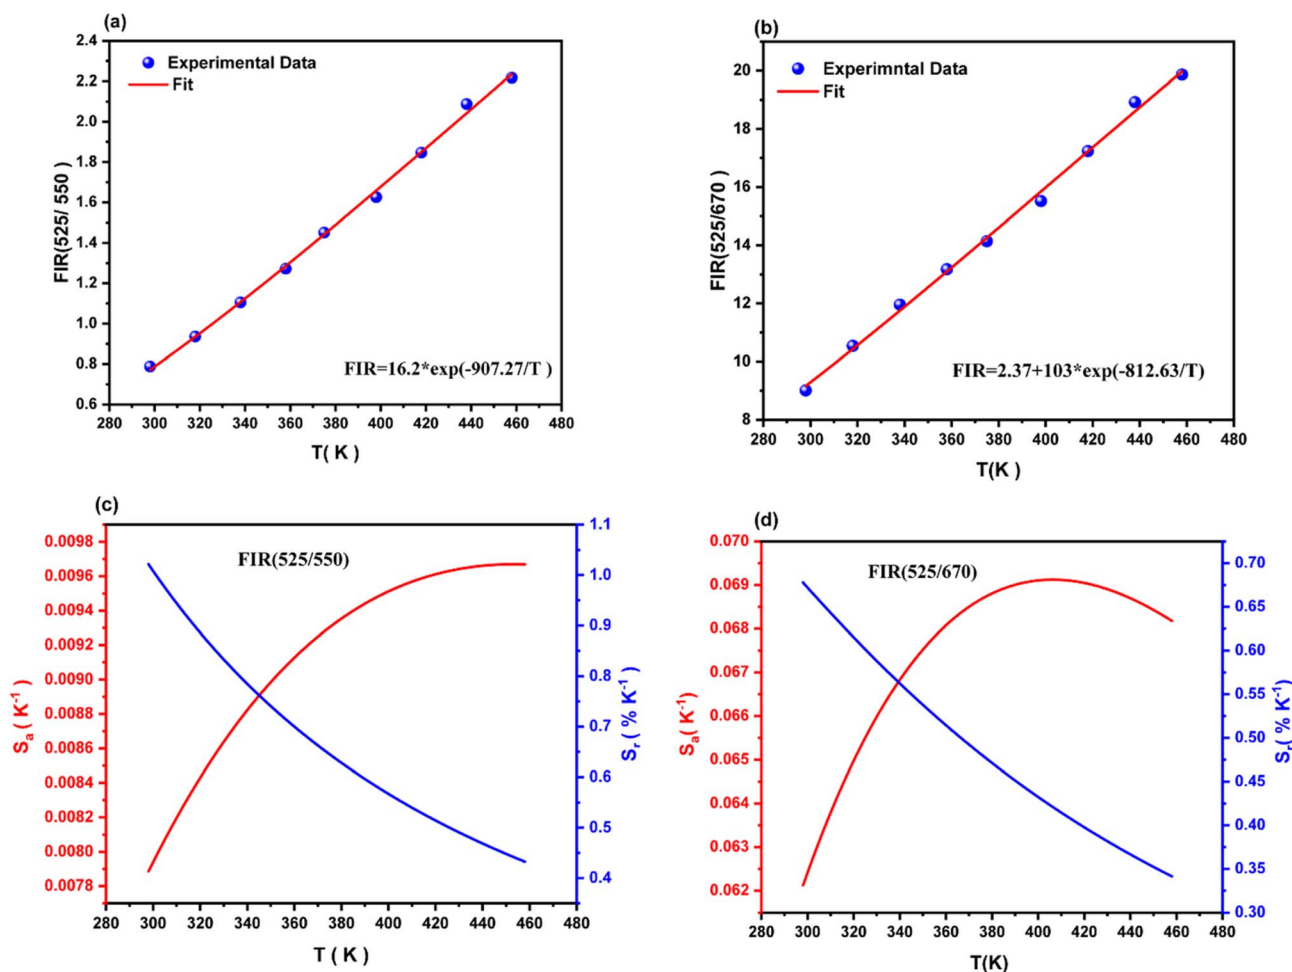 (a)
2.4
2.2
2.0
1.8
1.6
1.4
1.2
1.0
0.8
0.6
FIR(525/ 550 )
Experimental Data
Fit
FIR=16.2*exp(-907.27/T )
280 300 320 340 360 380 400 420 440 460 480
T( K )
(b)
20
18
16
14
12
10
8
FIR(525/670 )
Experimntal Data
Fit
FIR=2.37+103*exp(-812.63/T)
280 300 320 340 360 380 400 420 440 460 480
T(K )
(c)
0.0098
0.0096
0.0094
0.0092
0.0090
0.0088
0.0086
0.0084
0.0082
0.0080
0.0078
Sa ( K-1)
FIR(525/550)
1.1
1.0
0.9
0.8
0.7
0.6
0.5
0.4
Sr ( % K-1)
280 300 320 340 360 380 400 420 440 460 480
T ( K )
(d)
0.070
0.069
0.068
0.067
0.066
0.065
0.064
0.063
0.062
Sa( K-1)
FIR(525/670)
0.70
0.65
0.60
0.55
0.50
0.45
0.40
0.35
0.30
Sr( % K-1)
280 300 320 340 360 380 400 420 440 460 480
T(K)